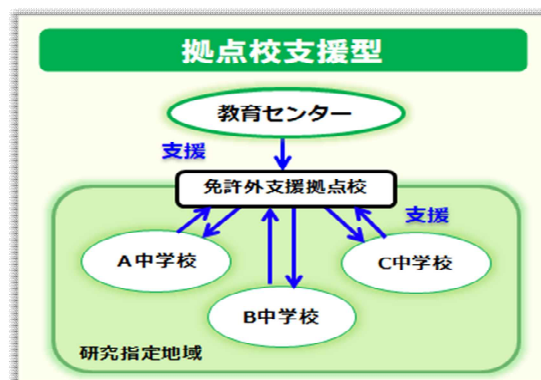 拠点校支援型
教育センター
支援
免許外支援拠点校
支援
A中学校
C中学校
B中学校
研究指定地域